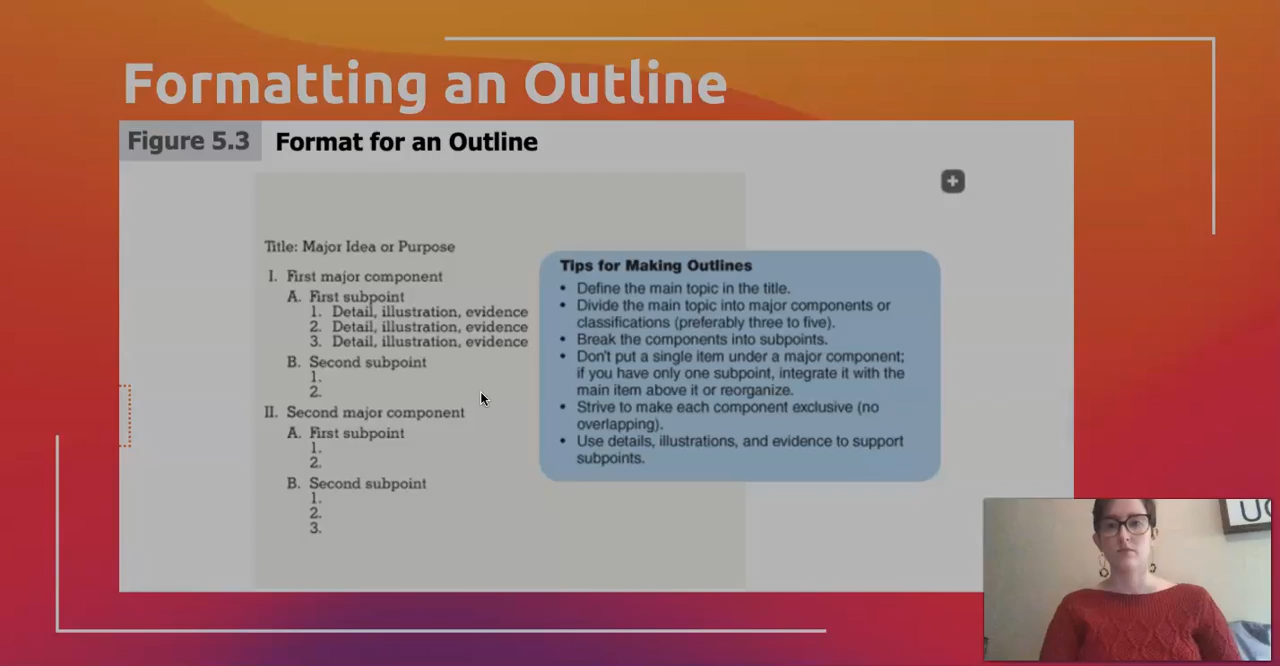 Formatting an Outline
Figure 5.3 Format for an Outline
Title: Major Idea or Purpose
I. First major component
A. First subpoint
1. Detail, illustration, evidence
2. Detail, illustration, evidence
3. Detail, illustration, evidence
B. Second subpoint
1.
2.
II. Second major component
A. First subpoint
1.
2.
B. Second subpoint
1.
2.
3.
Tips for Making Outlines
• Define the main topic in the title.
• Divide the main topic into major components or
classifications (preferably three to five).
• Break the components into subpoints.
• Don't put a single item under a major component;
if you have only one subpoint, integrate it with the
main item above it or reorganize.
• Strive to make each component exclusive (no
overlapping).
• Use details, illustrations, and evidence to support
subpoints.